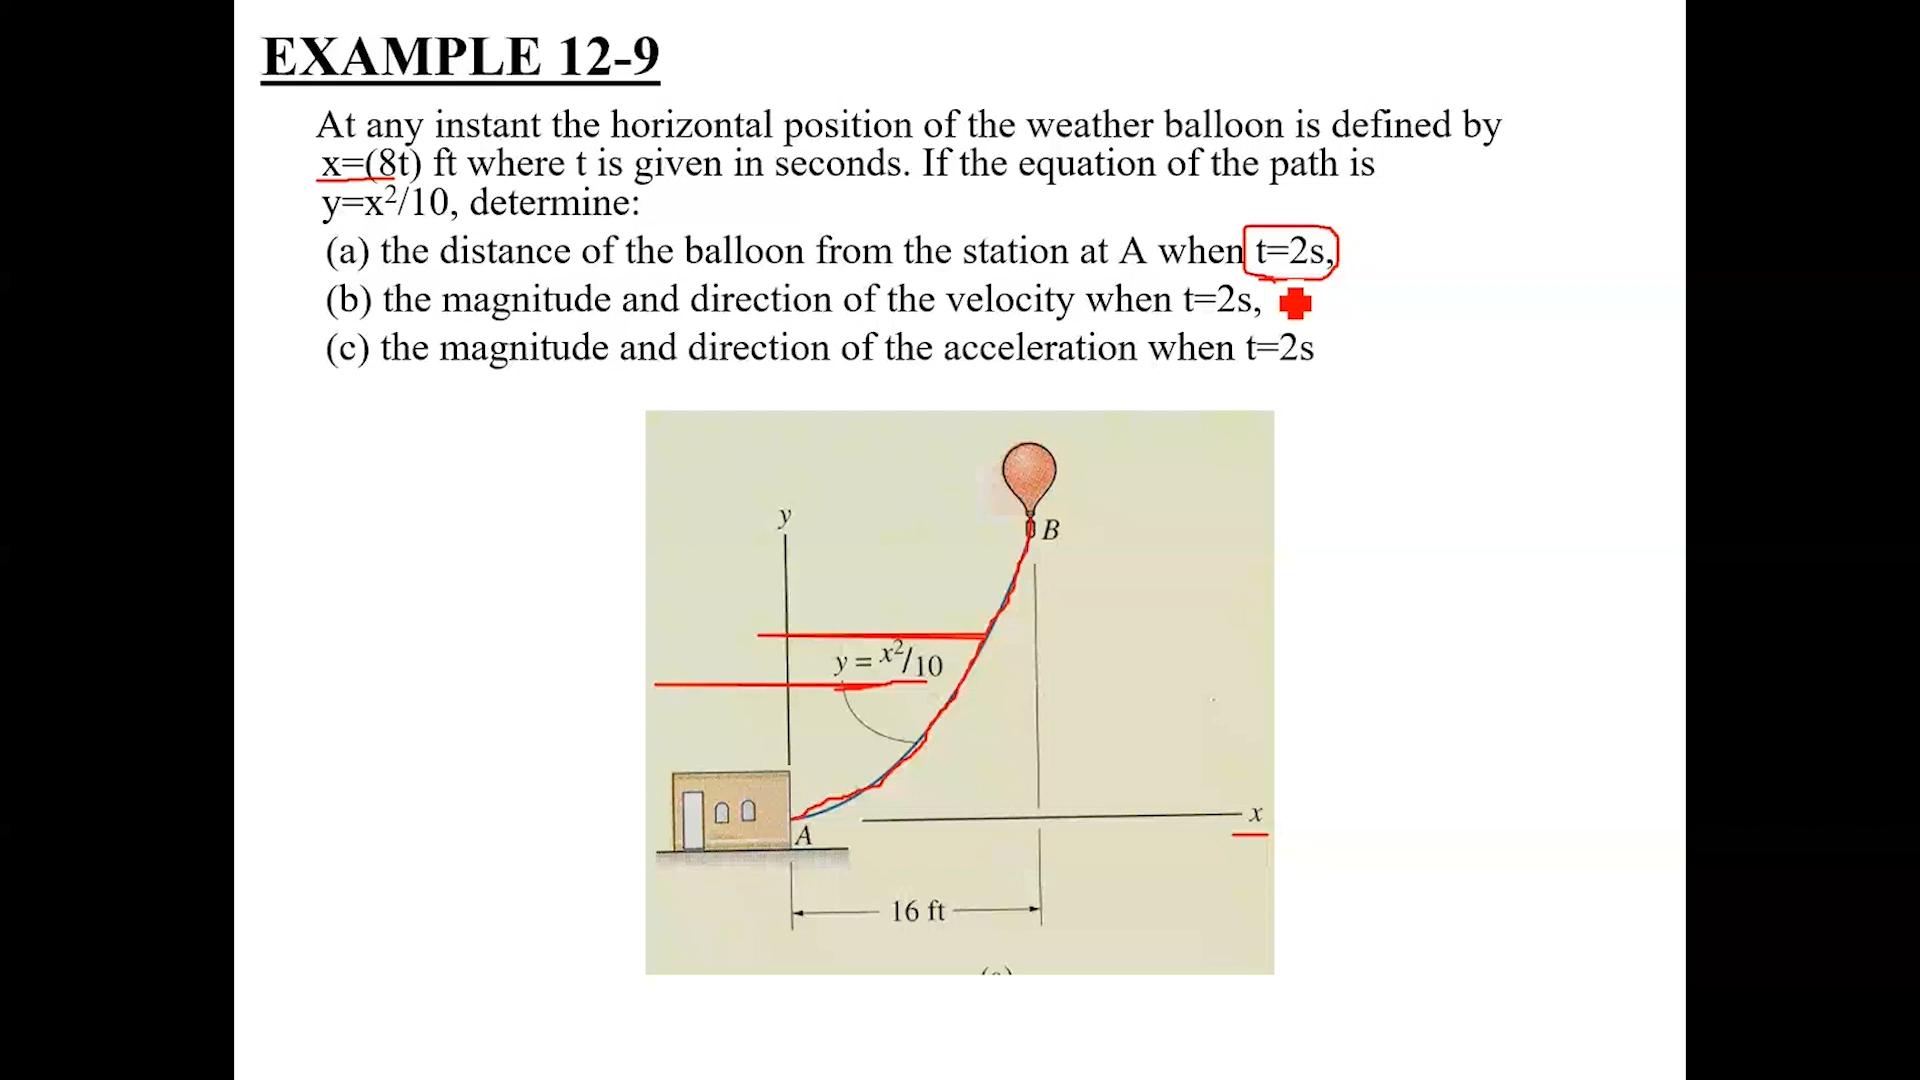 EXAMPLE 12-9
At any instant the horizontal position of the weather balloon is defined by
x=(8t) ft where t is given in seconds. If the equation of the path is
y=x²/10, determine:
(a) the distance of the balloon from the station at A when t=2s,
(b) the magnitude and direction of the velocity when t=2s,
(c) the magnitude and direction of the acceleration when t=2s
y
B
y = x²/10
x
A
16 ft